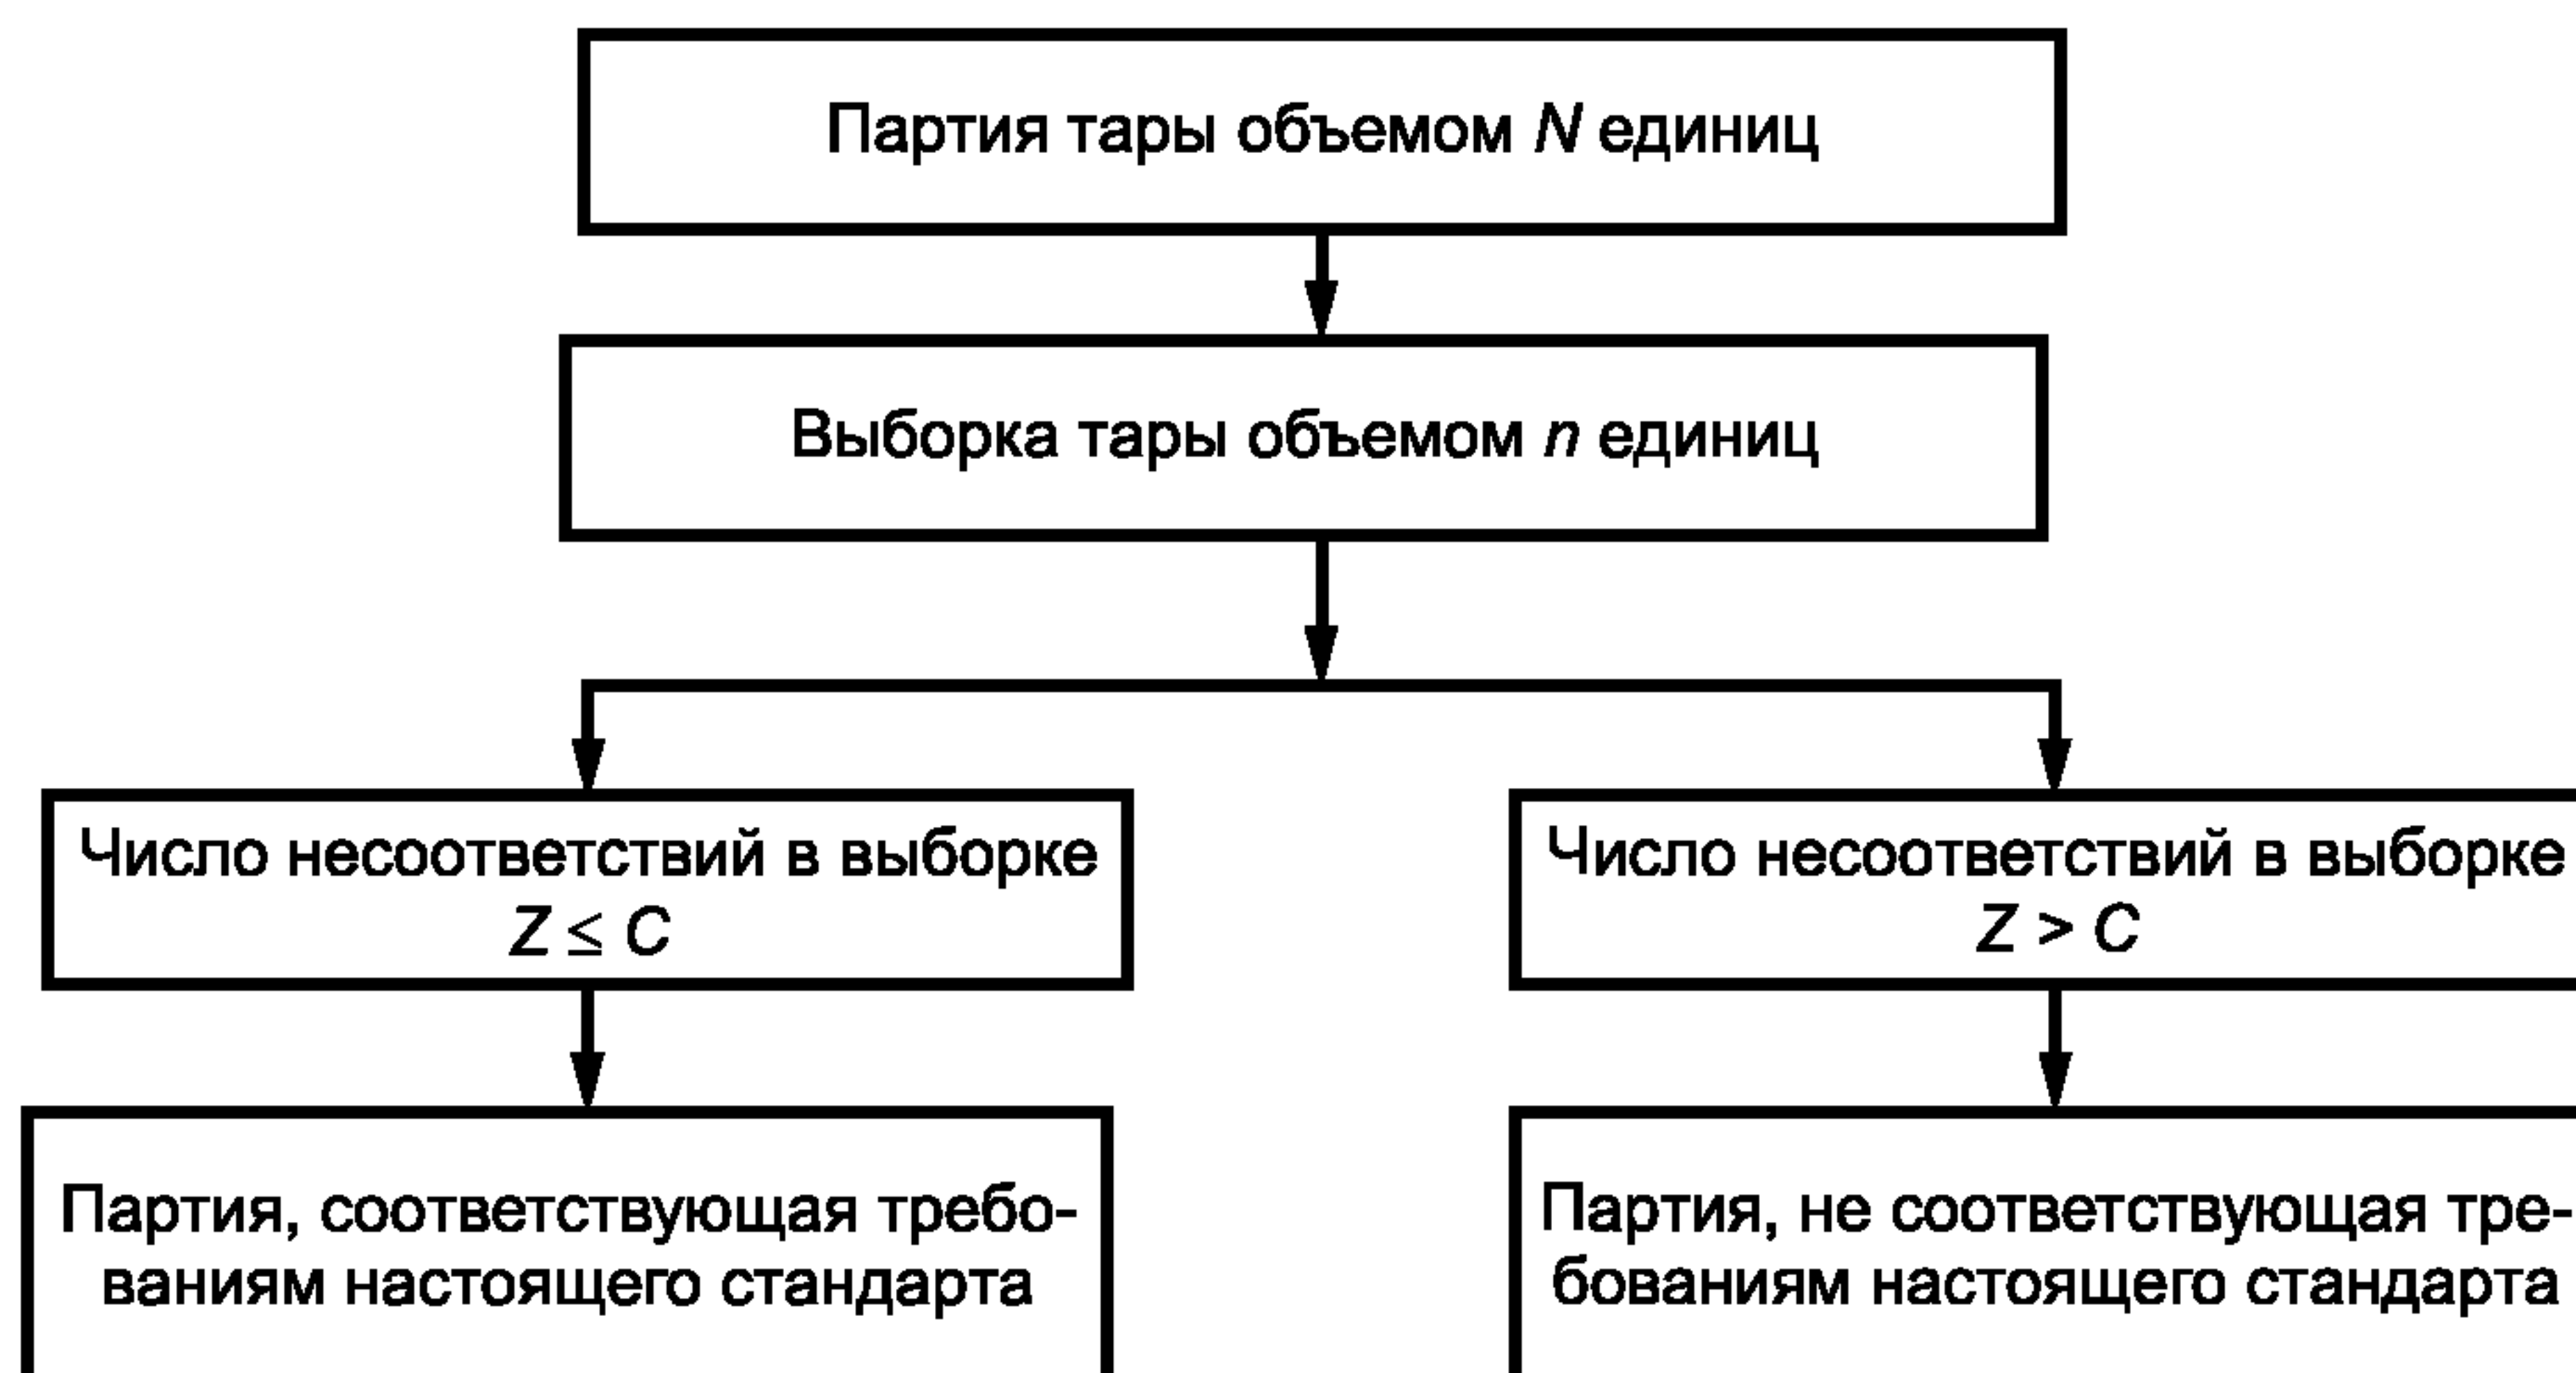 Партия тары объемом N единиц
Выборка тары объемом n единиц
Число несоответствий в выборке
Z ≤ C
Число несоответствий в выборке
Z > C
Партия, соответствующая требо-
ваниям настоящего стандарта
Партия, не соответствующая тре-
бованиям настоящего стандарта